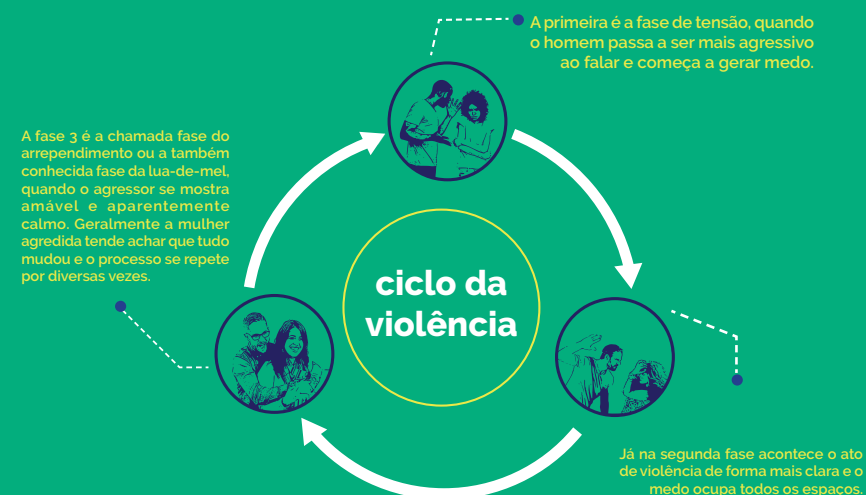 A primeira é a fase de tensão, quando
o homem passa a ser mais agressivo
ao falar e começa a gerar medo.
A fase 3 é a chamada fase do
arrependimento ou a também
conhecida fase da lua-de-mel,
quando o agressor se mostra
amável e aparentemente
calmo. Geralmente a mulher
agredida tende achar que tudo
mudou e o processo se repete
por diversas vezes.
ciclo da
violência
Já na segunda fase acontece o ato
de violência de forma mais clara e o
medo ocupa todos os espaços.